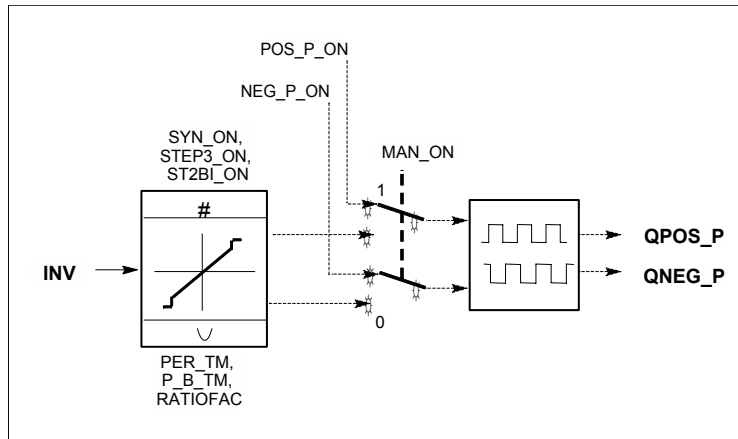 POS_P_ON
NEG_P_ON
SYN_ON,
STEP3_ON,
ST2BI_ON
MAN_ON
1
#
QPOS_P
INV
QNEG_P
0
PER_TM,
P_B_TM,
RATIOFAC